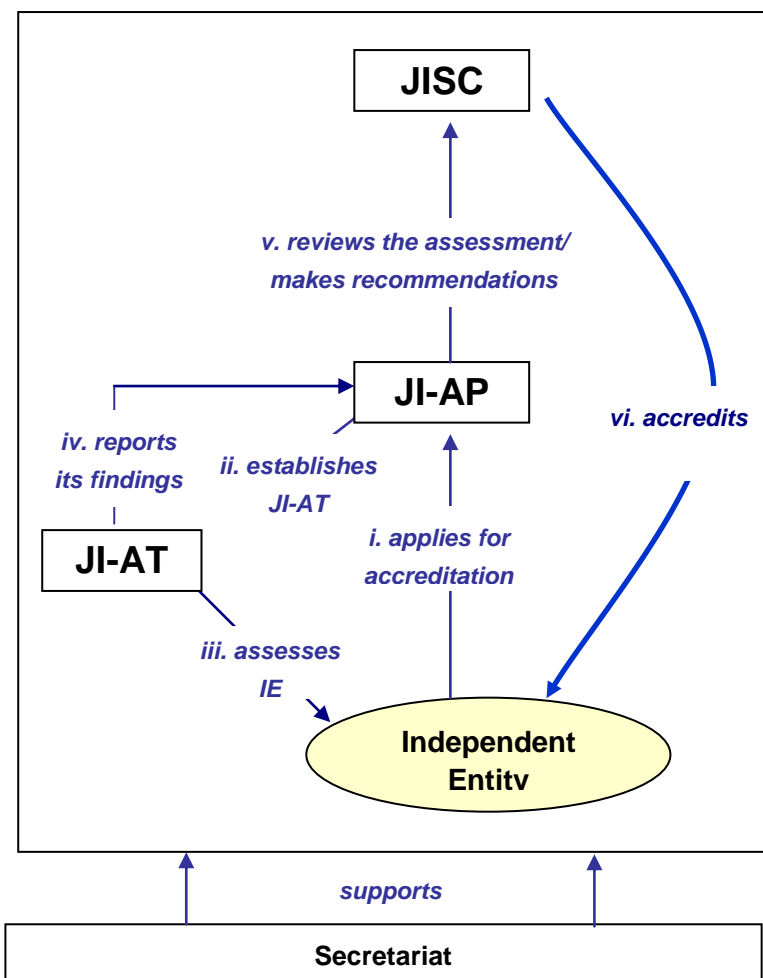 JISC
v. reviews the assessment/
makes recommendations
JI-AP
vi. accredits
iv. reports
its findings
ii. establishes
JI-AT
JI-AT
i. applies for
accreditation
iii. assesses
IE
Independent
Entity
supports
Secretariat